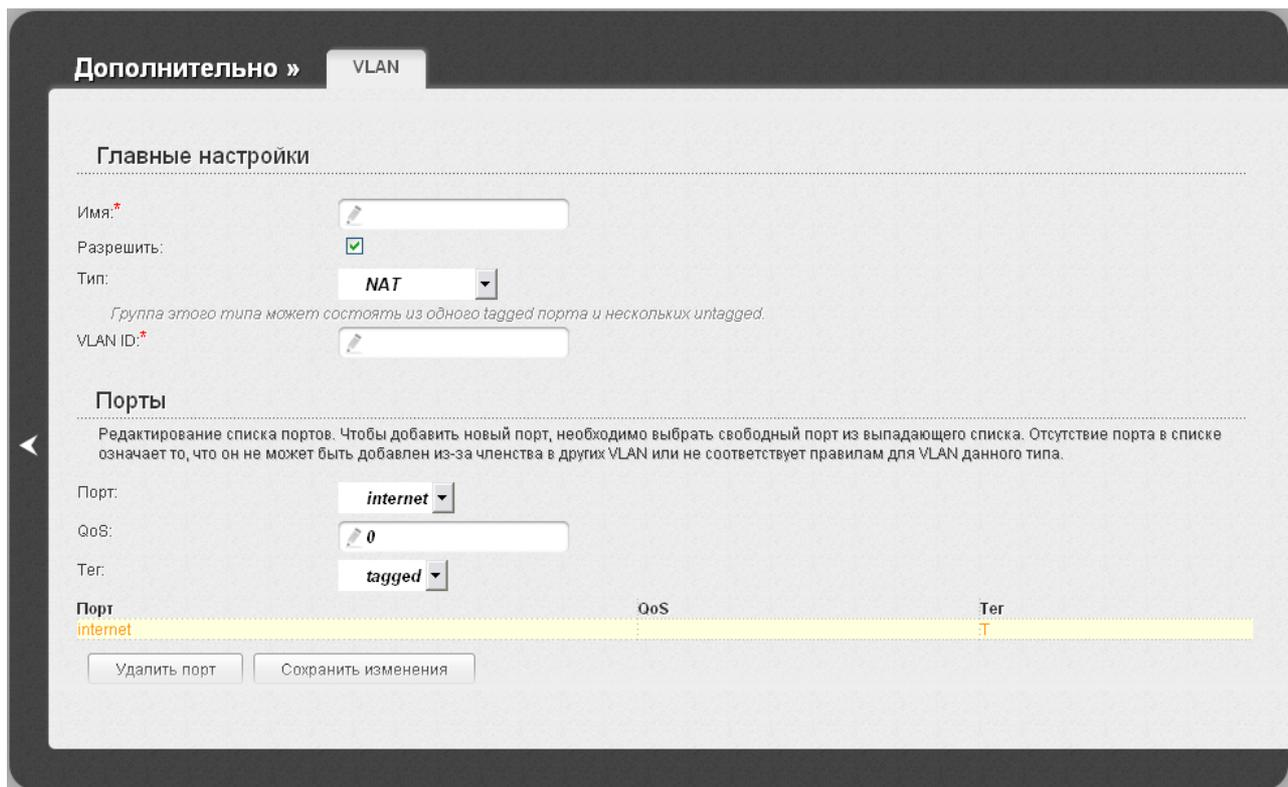 Дополнительно »
VLAN
Главные настройки
Имя:*
Разрешить:
Тип:
NAT
Группа этого типа может состоять из одного tagged порта и нескольких untagged.
VLAN ID:*
Порты
Редактирование списка портов. Чтобы добавить новый порт, необходимо выбрать свободный порт из выпадающего списка. Отсутствие порта в списке
означает то, что он не может быть добавлен из-за членства в других VLAN или не соответствует правилам для VLAN данного типа.
Порт:
internet
QoS:
0
Тег:
tagged
Порт QoS Тег
internet T
Удалить порт Сохранить изменения